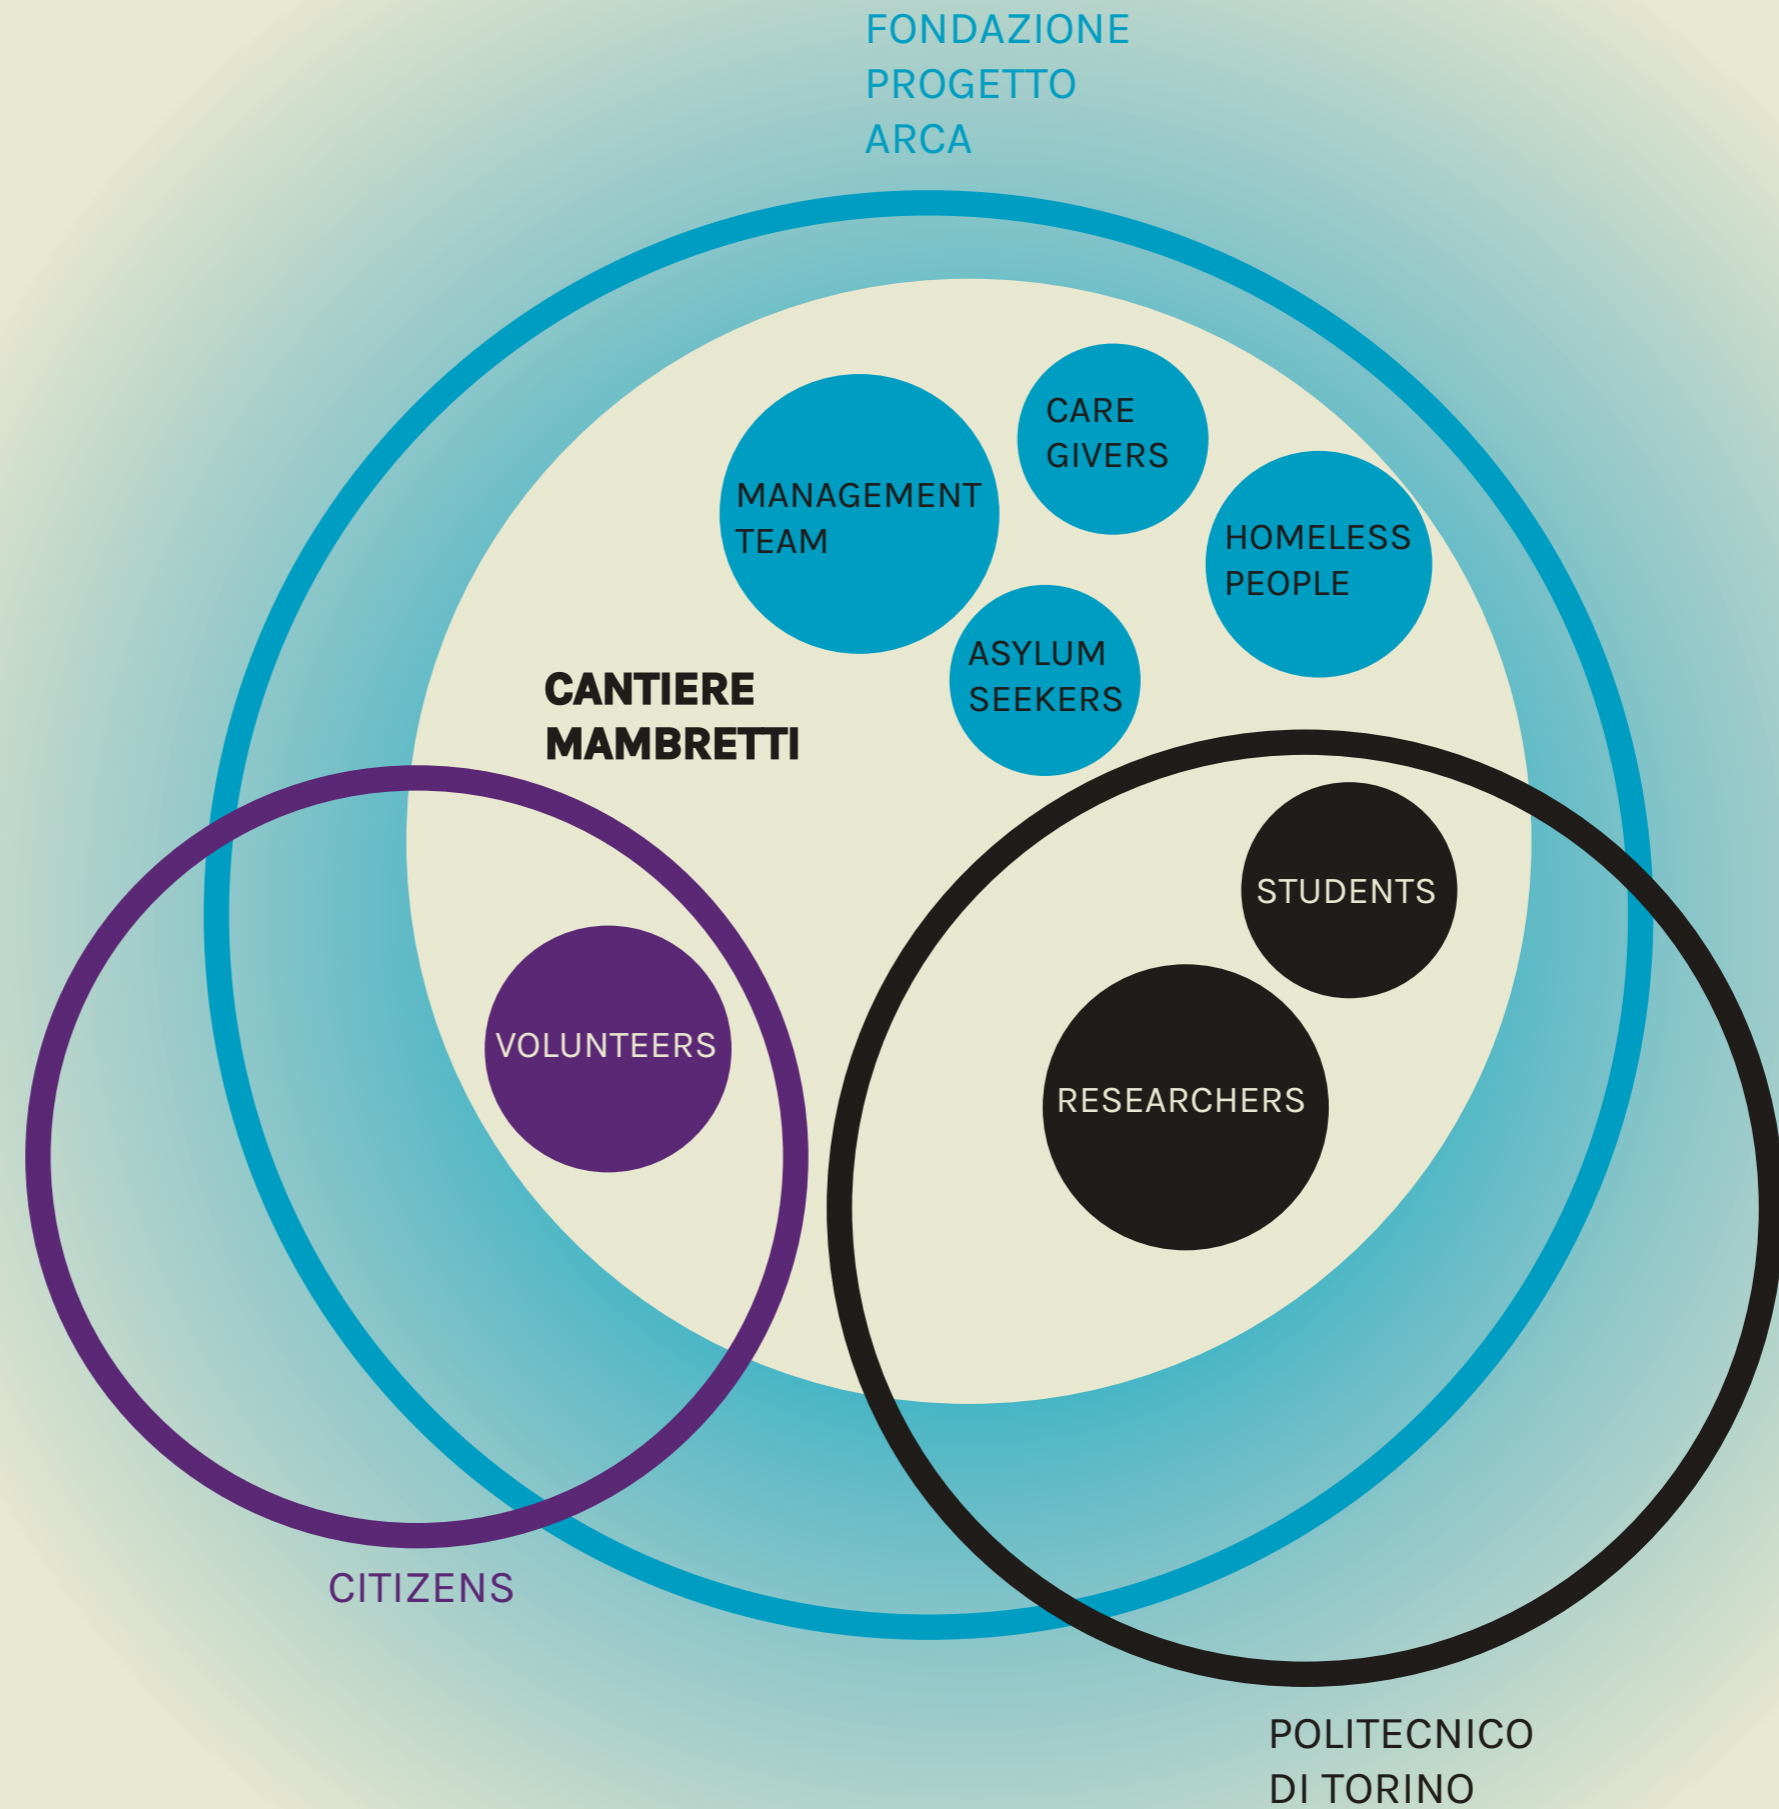 FONDAZIONE
PROGETTO
ARCA
CARE
GIVERS
MANAGEMENT
TEAM
HOMELESS
PEOPLE
ASYLUM
SEEKERS
CANTIERE
MAMBRETTI
STUDENTS
VOLUNTEERS
RESEARCHERS
CITIZENS
POLITECNICO
DI TORINO